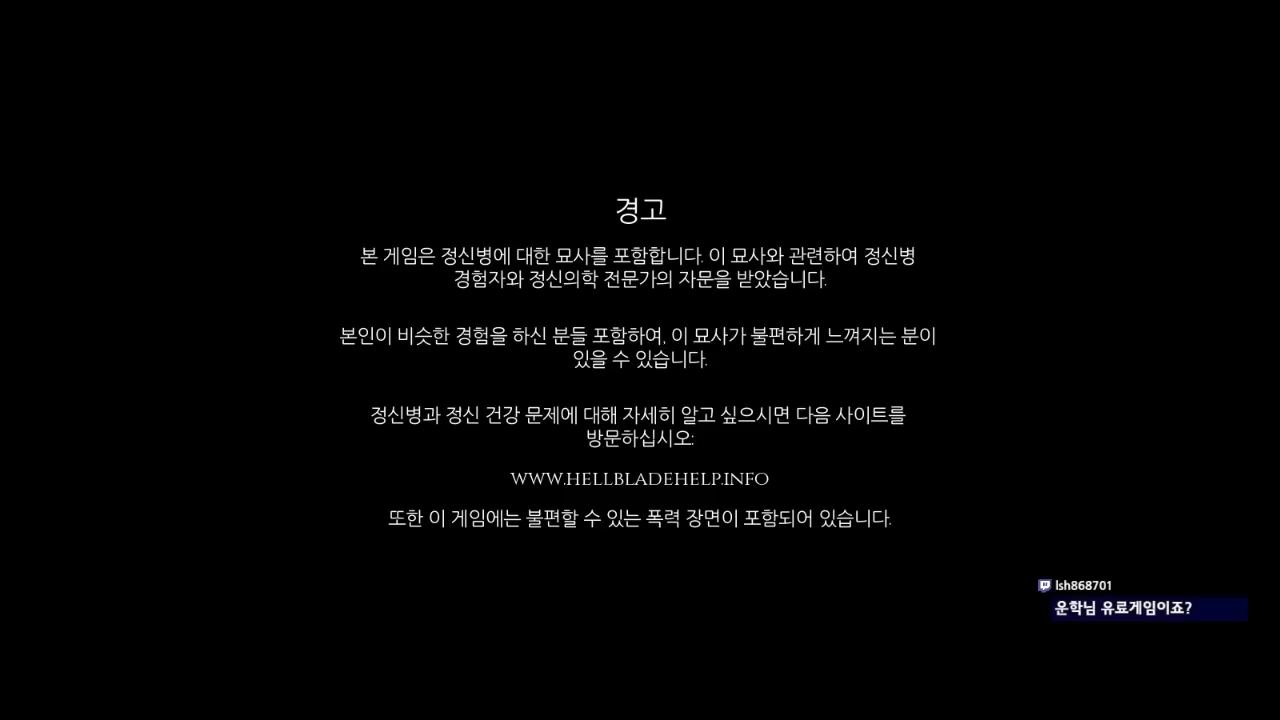 경고
본 게임은 정신병에 대한 묘사를 포함합니다. 이 묘사와 관련하여 정신병
경험자와 정신의학 전문가의 자문을 받았습니다.
본인이 비슷한 경험을 하신 분들 포함하여, 이 묘사가 불편하게 느껴지는 분이
있을 수 있습니다.
정신병과 정신 건강 문제에 대해 자세히 알고 싶으시면 다음 사이트를
방문하십시오:
WWW.HELLBLADEHELP.INFO
또한 이 게임에는 불편할 수 있는 폭력 장면이 포함되어 있습니다.
lsh868701
운학님 유료게임이죠?